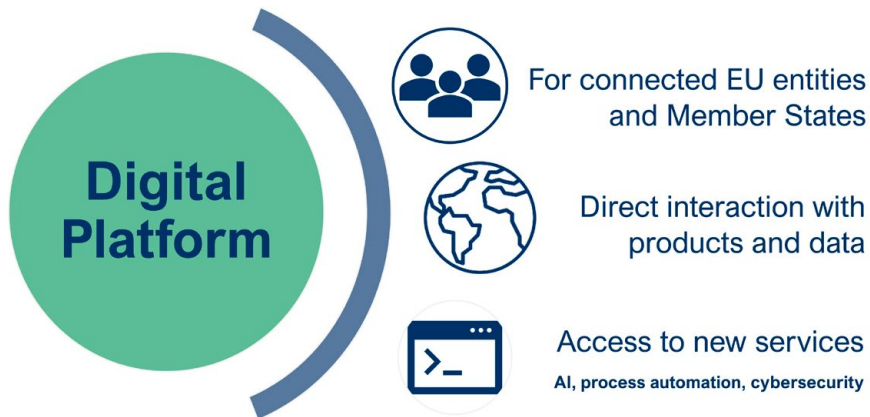 Digital
Platform
For connected EU entities
and Member States
Direct interaction with
products and data
Access to new services
AI, process automation, cybersecurity